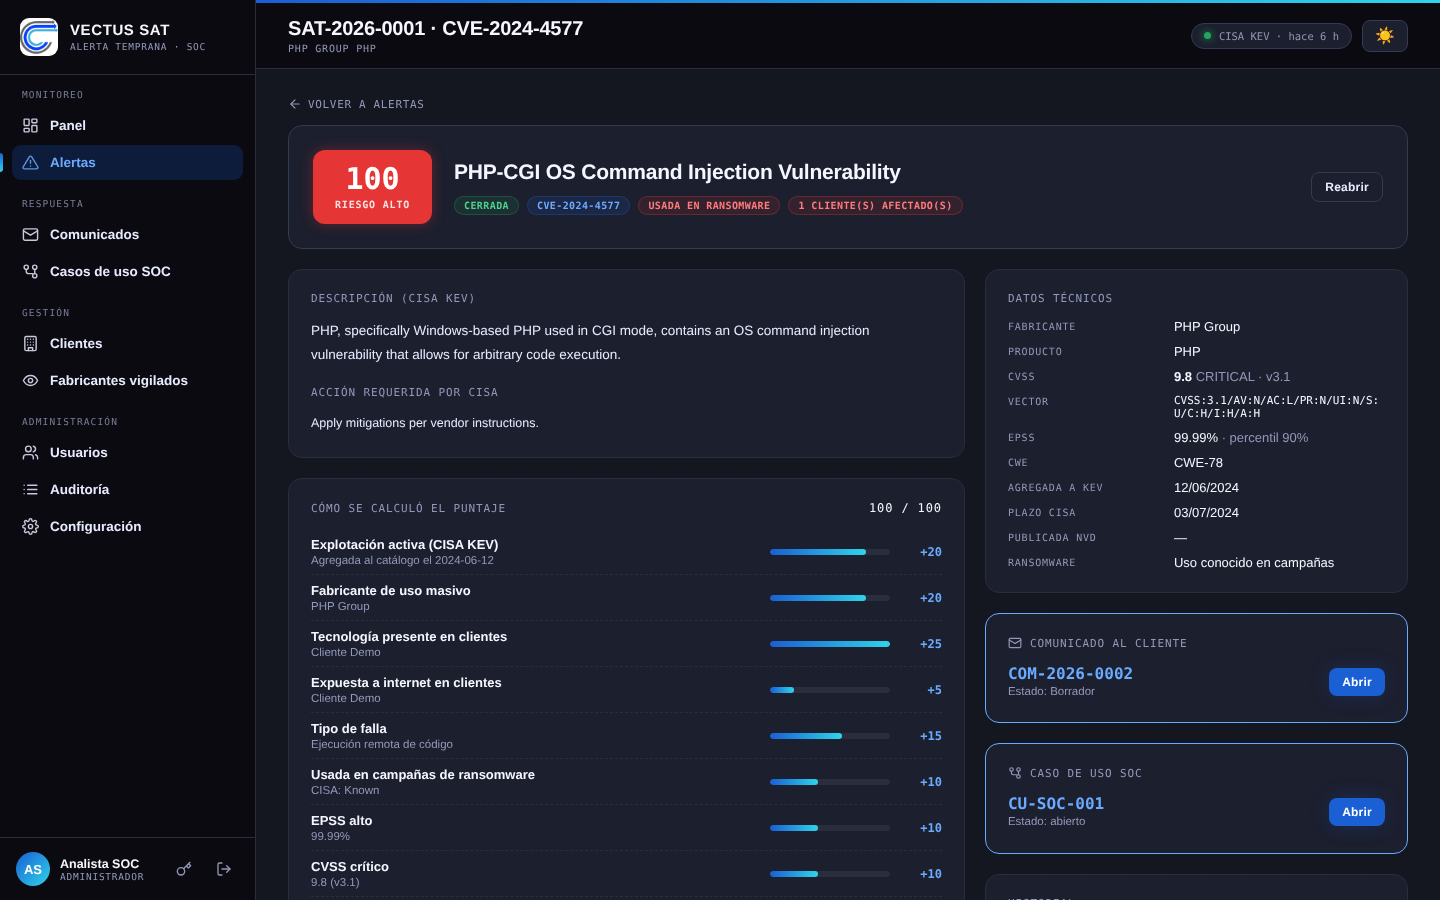 VECTUS SAT
ALERTA TEMPRANA · SOC
MONITOREO
Panel
Alertas
RESPUESTA
Comunicados
Casos de uso SOC
GESTIÓN
Clientes
Fabricantes vigilados
ADMINISTRACIÓN
Usuarios
Auditoría
Configuración
AS
Analista SOC
ADMINISTRADOR
SAT-2026-0001 · CVE-2024-4577
PHP GROUP PHP
CISA KEV · hace 6 h
VOLVER A ALERTAS
100
RIESGO ALTO
PHP-CGI OS Command Injection Vulnerability
CERRADA
CVE-2024-4577
USADA EN RANSOMWARE
1 CLIENTE(S) AFECTADO(S)
Reabrir
DESCRIPCIÓN (CISA KEV)
PHP, specifically Windows-based PHP used in CGI mode, contains an OS command injection
vulnerability that allows for arbitrary code execution.
ACCIÓN REQUERIDA POR CISA
Apply mitigations per vendor instructions.
CÓMO SE CALCULÓ EL PUNTAJE
100 / 100
Explotación activa (CISA KEV)
Agregada al catálogo el 2024-06-12
+20
Fabricante de uso masivo
PHP Group
+20
Tecnología presente en clientes
Cliente Demo
+25
Expuesta a internet en clientes
Cliente Demo
+5
Tipo de falla
Ejecución remota de código
+15
Usada en campañas de ransomware
CISA: Known
+10
EPSS alto
99.99%
+10
CVSS crítico
9.8 (v3.1)
+10
DATOS TÉCNICOS
FABRICANTE PHP Group
PRODUCTO PHP
CVSS 9.8 CRITICAL · v3.1
VECTOR CVSS:3.1/AV:N/AC:L/PR:N/UI:N/S:
U/C:H/I:H/A:H
EPSS 99.99% · percentil 90%
CWE CWE-78
AGREGADA A KEV 12/06/2024
PLAZO CISA 03/07/2024
PUBLICADA NVD —
RANSOMWARE Uso conocido en campañas
COMUNICADO AL CLIENTE
COM-2026-0002
Estado: Borrador
Abrir
CASO DE USO SOC
CU-SOC-001
Estado: abierto
Abrir